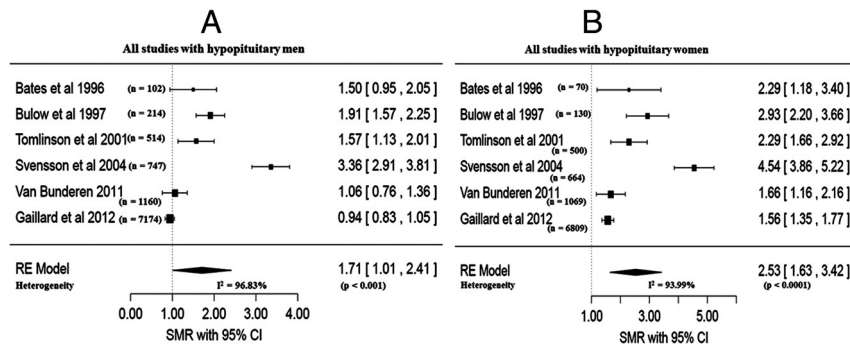 A
All studies with hypopituitary men
Bates et al 1996 (n = 102) 1.50 [ 0.95 , 2.05 ]
Bulow et al 1997 (n = 214) 1.91 [ 1.57 , 2.25 ]
Tomlinson et al 2001 (n = 514) 1.57 [ 1.13 , 2.01 ]
Svensson et al 2004 (n = 747) 3.36 [ 2.91 , 3.81 ]
Van Bunderen 2011 (n = 1160) 1.06 [ 0.76 , 1.36 ]
Gaillard et al 2012 (n = 7174) 0.94 [ 0.83 , 1.05 ]
RE Model 1.71 [ 1.01 , 2.41 ]
Heterogeneity I² = 96.83% (p < 0.001)
0.00 1.00 2.00 3.00 4.00
SMR with 95% CI
B
All studies with hypopituitary women
Bates et al 1996 (n = 70) 2.29 [ 1.18 , 3.40 ]
Bulow et al 1997 (n = 130) 2.93 [ 2.20 , 3.66 ]
Tomlinson et al 2001 (n = 500) 2.29 [ 1.66 , 2.92 ]
Svensson et al 2004 (n = 664) 4.54 [ 3.86 , 5.22 ]
Van Bunderen 2011 (n = 1069) 1.66 [ 1.16 , 2.16 ]
Gaillard et al 2012 (n = 6809) 1.56 [ 1.35 , 1.77 ]
RE Model 2.53 [ 1.63 , 3.42 ]
Heterogeneity I² = 93.99% (p < 0.0001)
1.00 3.00 5.00
SMR with 95% CI